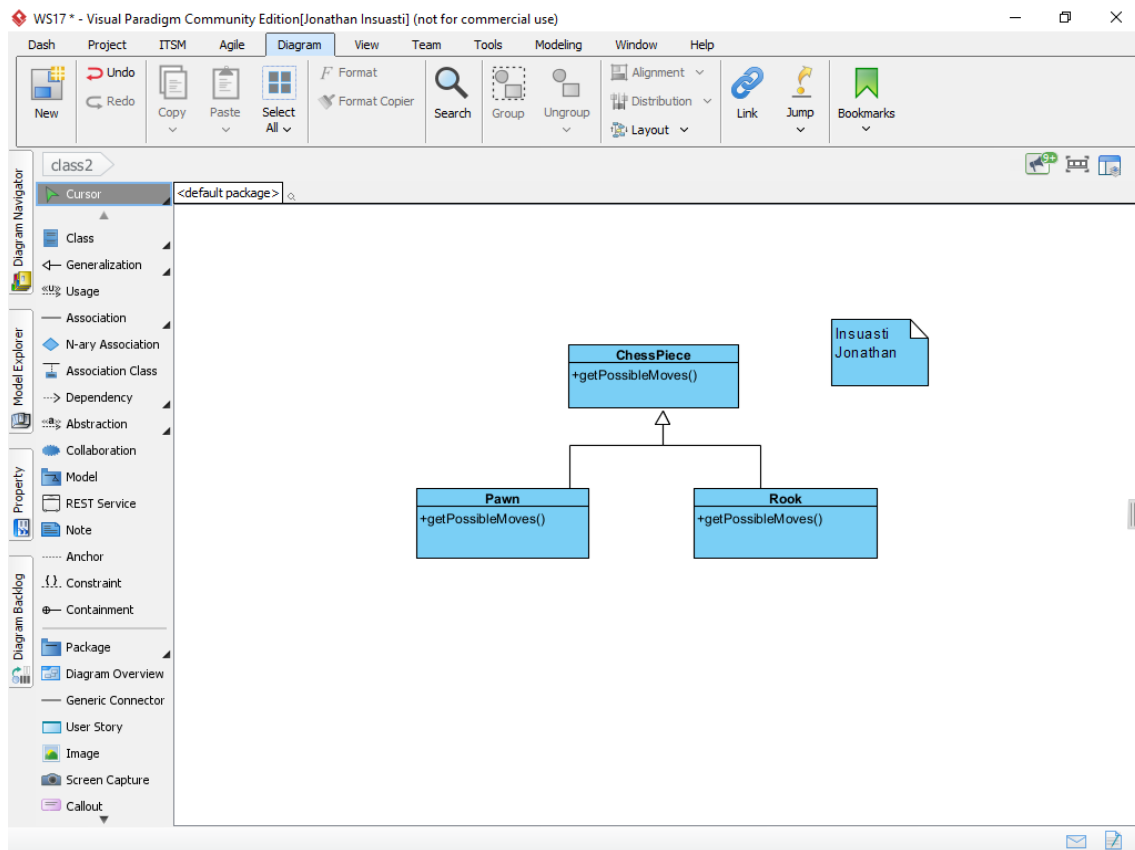 WS17 * - Visual Paradigm Community Edition[Jonathan Insuasti] (not for commercial use)
Dash Project ITSM Agile Diagram View Team Tools Modeling Window Help
New
Undo
Redo
Copy
Paste
Select
All
Format
Format Copier
Search
Group
Ungroup
Alignment
Distribution
Layout
Link
Jump
Bookmarks
Diagram Navigator
Model Explorer
Property
Diagram Backlog
class2
9+
Cursor
<default package>
Class
Generalization
«U» Usage
Association
N-ary Association
Association Class
Dependency
«a» Abstraction
Collaboration
Model
REST Service
Note
Anchor
{} Constraint
Containment
Package
Diagram Overview
Generic Connector
User Story
Image
Screen Capture
Callout
Insuasti
Jonathan
ChessPiece
+getPossibleMoves()
Pawn
+getPossibleMoves()
Rook
+getPossibleMoves()